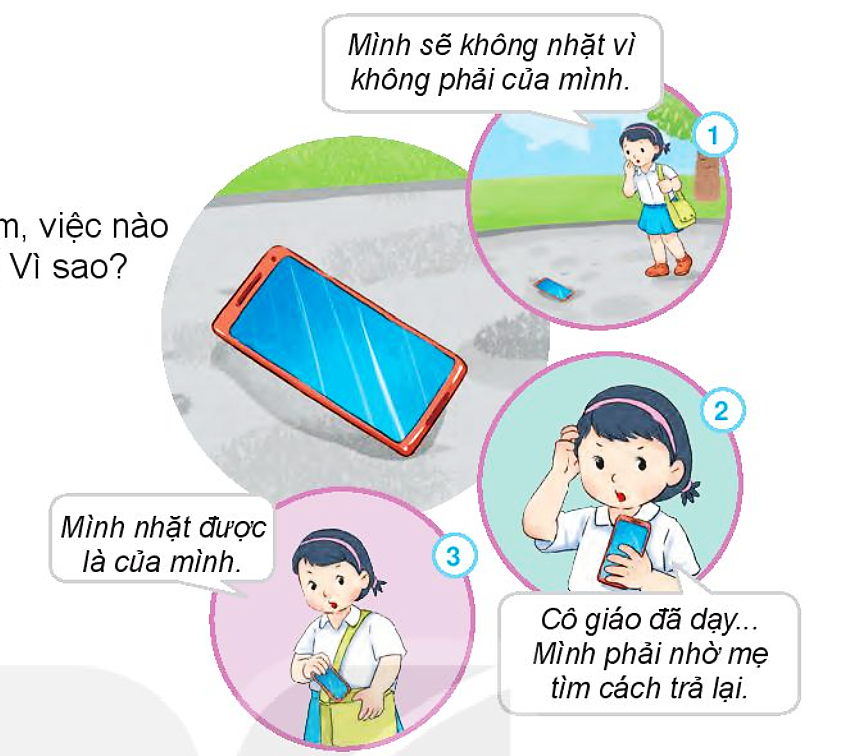 Mình sẽ không nhặt vì
không phải của mình.
1
m, việc nào
Vì sao?
2
Mình nhặt được
là của mình.
3
Cô giáo đã dạy...
Mình phải nhờ mẹ
tìm cách trả lại.